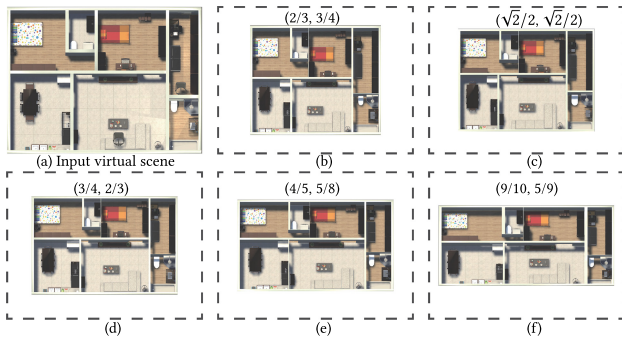 (2/3, 3/4)
(√2/2, √2/2)
(a) Input virtual scene
(b)
(c)
(3/4, 2/3)
(4/5, 5/8)
(9/10, 5/9)
(d)
(e)
(f)